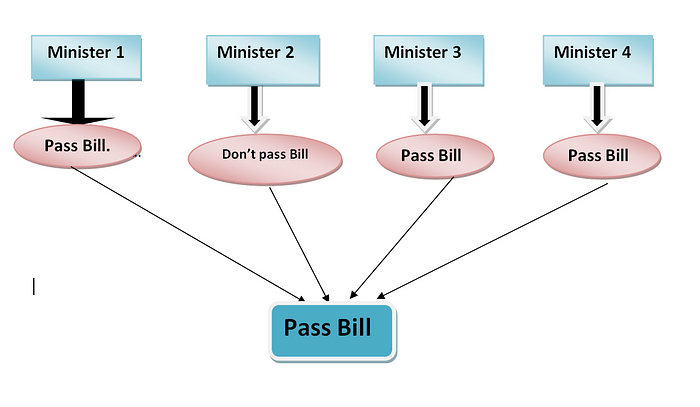 Minister 1
Minister 2
Minister 3
Minister 4
Pass Bill.
Don't pass Bill
Pass Bill
Pass Bill
Pass Bill